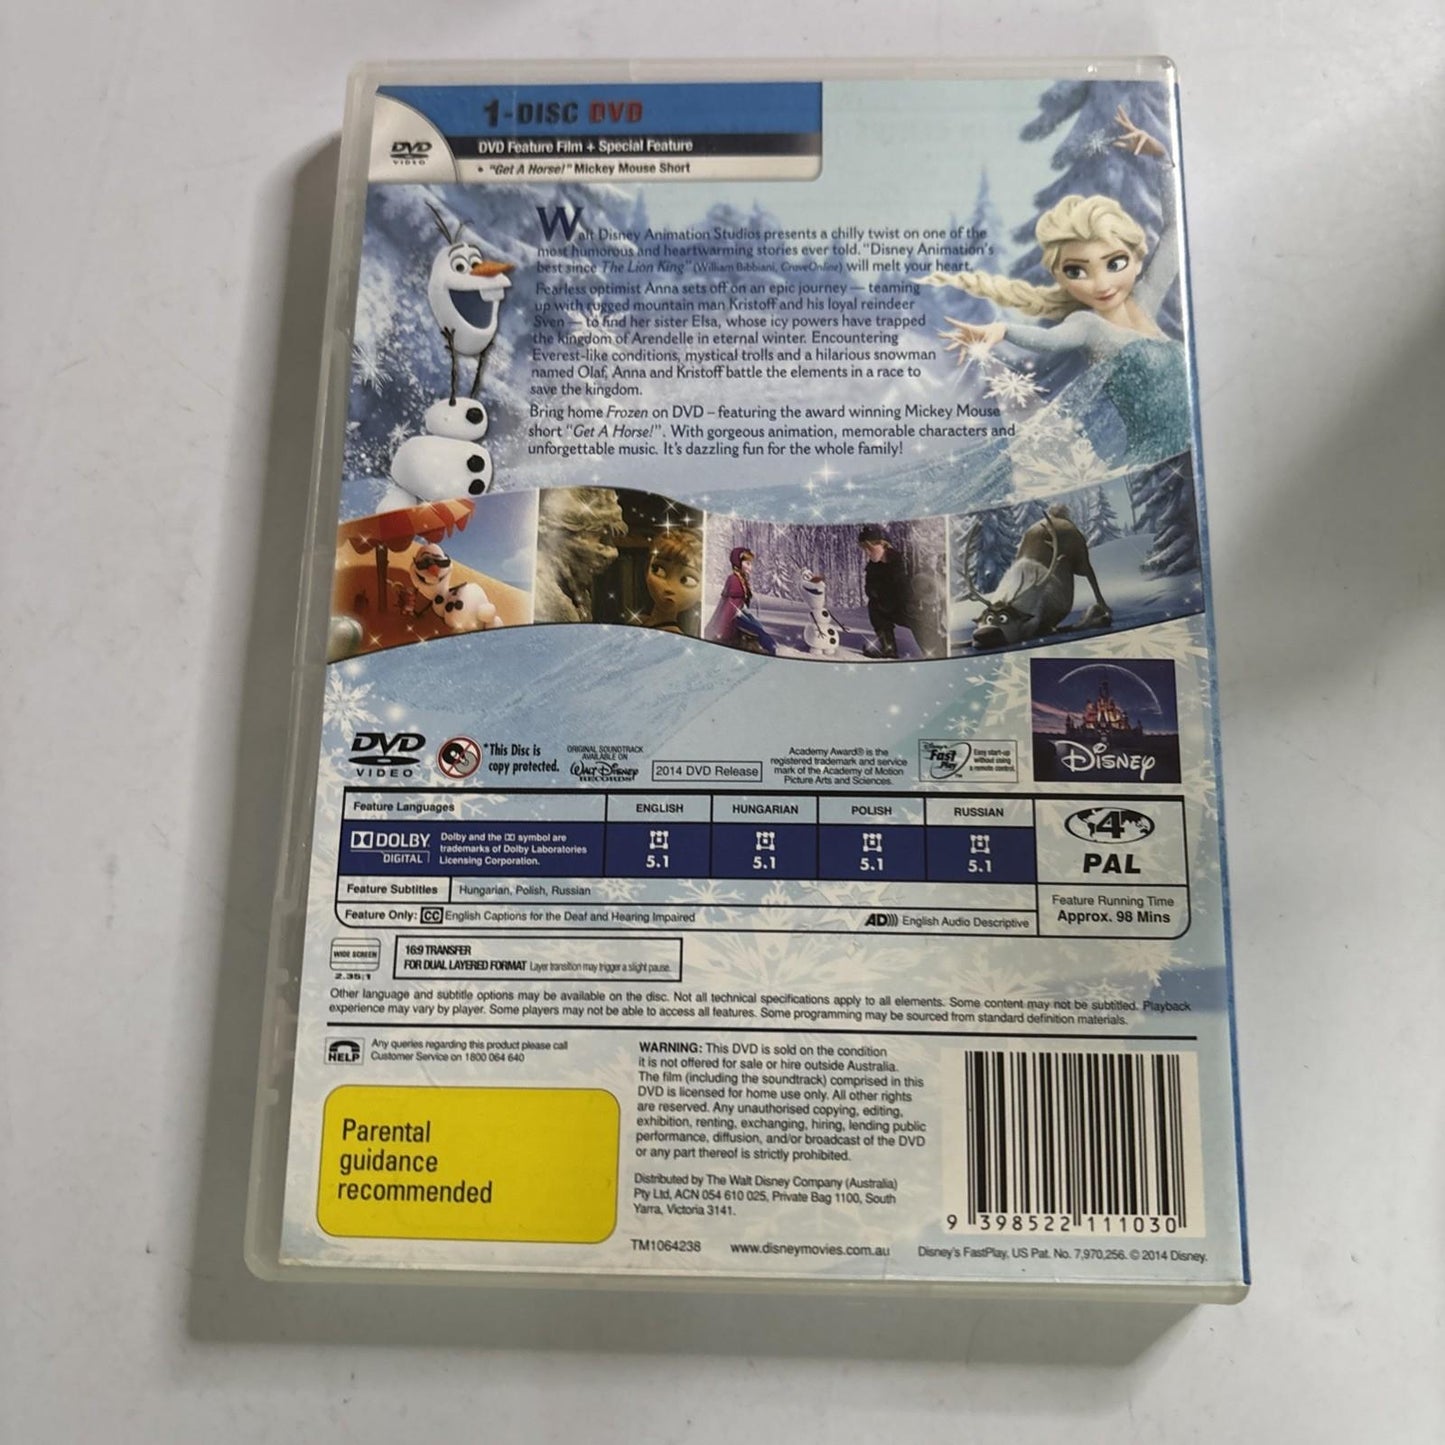 1-DISC DVD
DVD VIDEO
DVD Feature Film + Special Feature
• "Get A Horse!" Mickey Mouse Short
Walt Disney Animation Studios presents a chilly twist on one of the
most humorous and heartwarming stories ever told. "Disney Animation's
best since The Lion King" (William Bibbiani, CraveOnline) will melt your heart.
Fearless optimist Anna sets off on an epic journey — teaming
up with rugged mountain man Kristoff and his loyal reindeer
Sven — to find her sister Elsa, whose icy powers have trapped
the kingdom of Arendelle in eternal winter. Encountering
Everest-like conditions, mystical trolls and a hilarious snowman
named Olaf, Anna and Kristoff battle the elements in a race to
save the kingdom.
Bring home Frozen on DVD – featuring the award winning Mickey Mouse
short "Get A Horse!". With gorgeous animation, memorable characters and
unforgettable music. It's dazzling fun for the whole family!
DVD
VIDEO
*This Disc is
copy protected.
ORIGINAL SOUNDTRACK
AVAILABLE ON
WALT DISNEY
RECORDS
2014 DVD Release
Academy Award® is the
registered trademark and service
mark of the Academy of Motion
Picture Arts and Sciences.
Disney's
Fast
Play
Easy start-up
without using
a remote control.
Disney
Feature Languages ENGLISH HUNGARIAN POLISH RUSSIAN
DOLBY
DIGITAL
Dolby and the DD symbol are
trademarks of Dolby Laboratories
Licensing Corporation.
5.1 5.1 5.1 5.1
4
PAL
Feature Subtitles Hungarian, Polish, Russian
Feature Only: CC English Captions for the Deaf and Hearing Impaired AD))) English Audio Descriptive
Feature Running Time
Approx. 98 Mins
WIDE SCREEN
2.35:1
16:9 TRANSFER
FOR DUAL LAYERED FORMAT Layer transition may trigger a slight pause.
Other language and subtitle options may be available on the disc. Not all technical specifications apply to all elements. Some content may not be subtitled. Playback
experience may vary by player. Some players may not be able to access all features. Some programming may be sourced from standard definition materials.
HELP
Any queries regarding this product please call
Customer Service on 1800 064 640
Parental
guidance
recommended
WARNING: This DVD is sold on the condition
it is not offered for sale or hire outside Australia.
The film (including the soundtrack) comprised in this
DVD is licensed for home use only. All other rights
are reserved. Any unauthorised copying, editing,
exhibition, renting, exchanging, hiring, lending public
performance, diffusion, and/or broadcast of the DVD
or any part thereof is strictly prohibited.
Distributed by The Walt Disney Company (Australia)
Pty Ltd, ACN 054 610 025, Private Bag 1100, South
Yarra, Victoria 3141.
9 398522 111030
TM1064238 www.disneymovies.com.au Disney's FastPlay, US Pat. No. 7,970,256. © 2014 Disney.